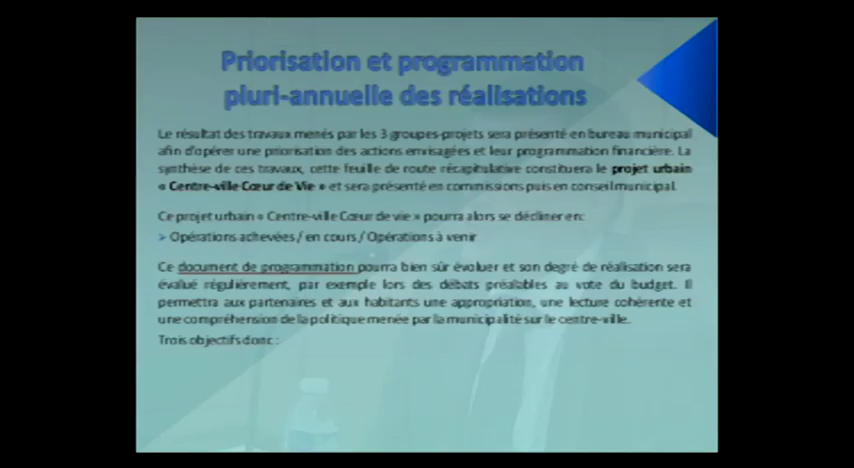 Priorisation et programmation
pluri-annuelle des réalisations
Le résultat des travaux menés par les 3 groupes-projets sera présenté en bureau municipal
afin d'opérer une priorisation des actions envisagées et leur programmation financière. La
synthèse de ces travaux, cette feuille de route récapitulative constituera le projet urbain
« Centre-ville Cœur de Vie » et sera présenté en commissions puis en conseil municipal.
Ce projet urbain « Centre-ville Cœur de vie » pourra alors se décliner en:
➢ Opérations achevées / en cours / Opérations à venir
Ce document de programmation pourra bien sûr évoluer et son degré de réalisation sera
évalué régulièrement, par exemple lors des débats préalables au vote du budget. Il
permettra aux partenaires et aux habitants une appropriation, une lecture cohérente et
une compréhension de la politique menée par la municipalité sur le centre-ville.
Trois objectifs donc :